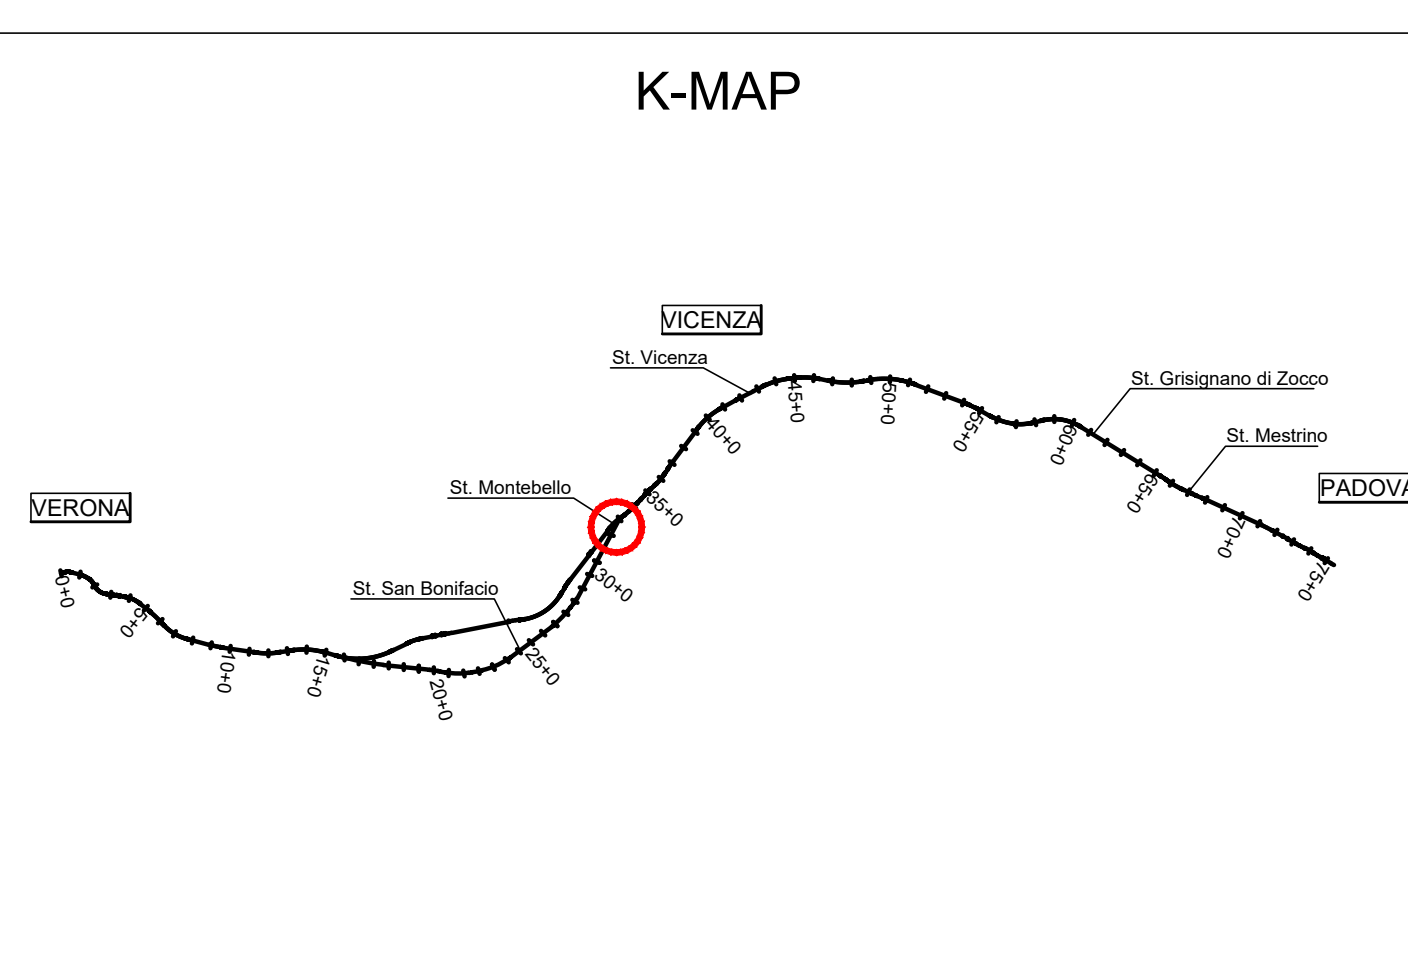 K-MAP
VICENZA
St. Vicenza
St. Grisignano di Zocco
St. Mestrino
PADOVA
St. Montebello
VERONA
St. San Bonifacio
0+0
5+0
10+0
15+0
20+0
25+0
30+0
35+0
40+0
45+0
50+0
55+0
60+0
65+0
70+0
75+0